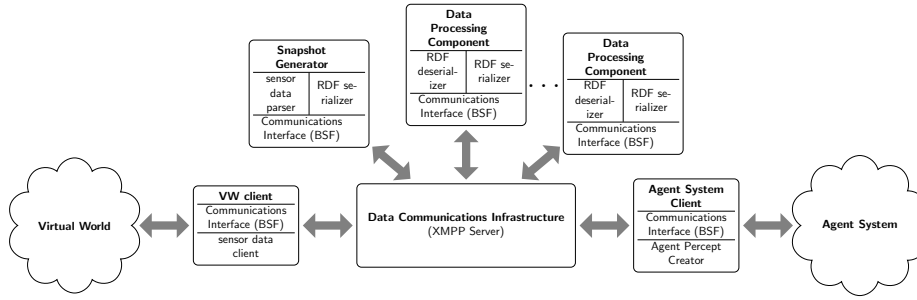 Data
Processing
Component
RDF
deserial-
izer
RDF se-
rializer
Communications
Interface (BSF)
Snapshot
Generator
sensor
data
parser
RDF se-
rializer
Communications
Interface (BSF)
. . .
Data
Processing
Component
RDF
deserial-
izer
RDF se-
rializer
Communications
Interface (BSF)
Virtual World
VW client
Communications
Interface (BSF)
sensor data
client
Data Communications Infrastructure
(XMPP Server)
Agent System
Client
Communications
Interface (BSF)
Agent Percept
Creator
Agent System